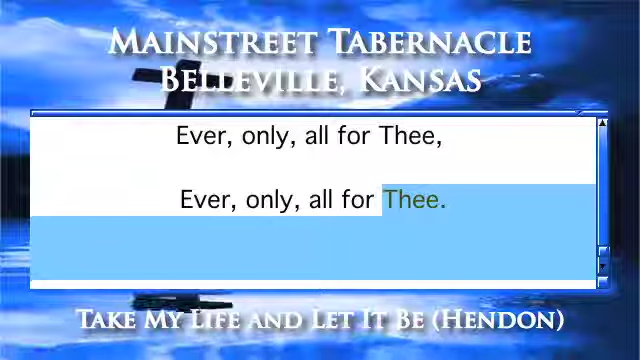 Mainstreet Tabernacle
Belleville, Kansas
Ever, only, all for Thee,
Ever, only, all for Thee.
Take My Life and Let It Be (Hendon)